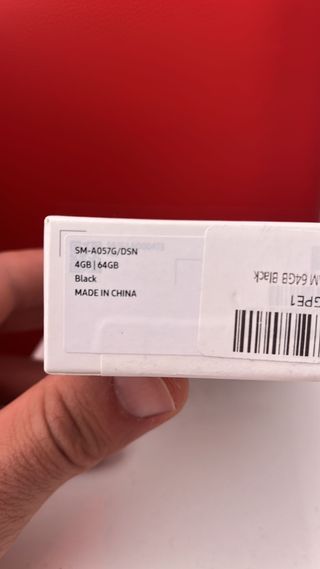 SM-A057G/DSN
4GB | 64GB
Black
MADE IN CHINA
M 64GB Black
GPE1